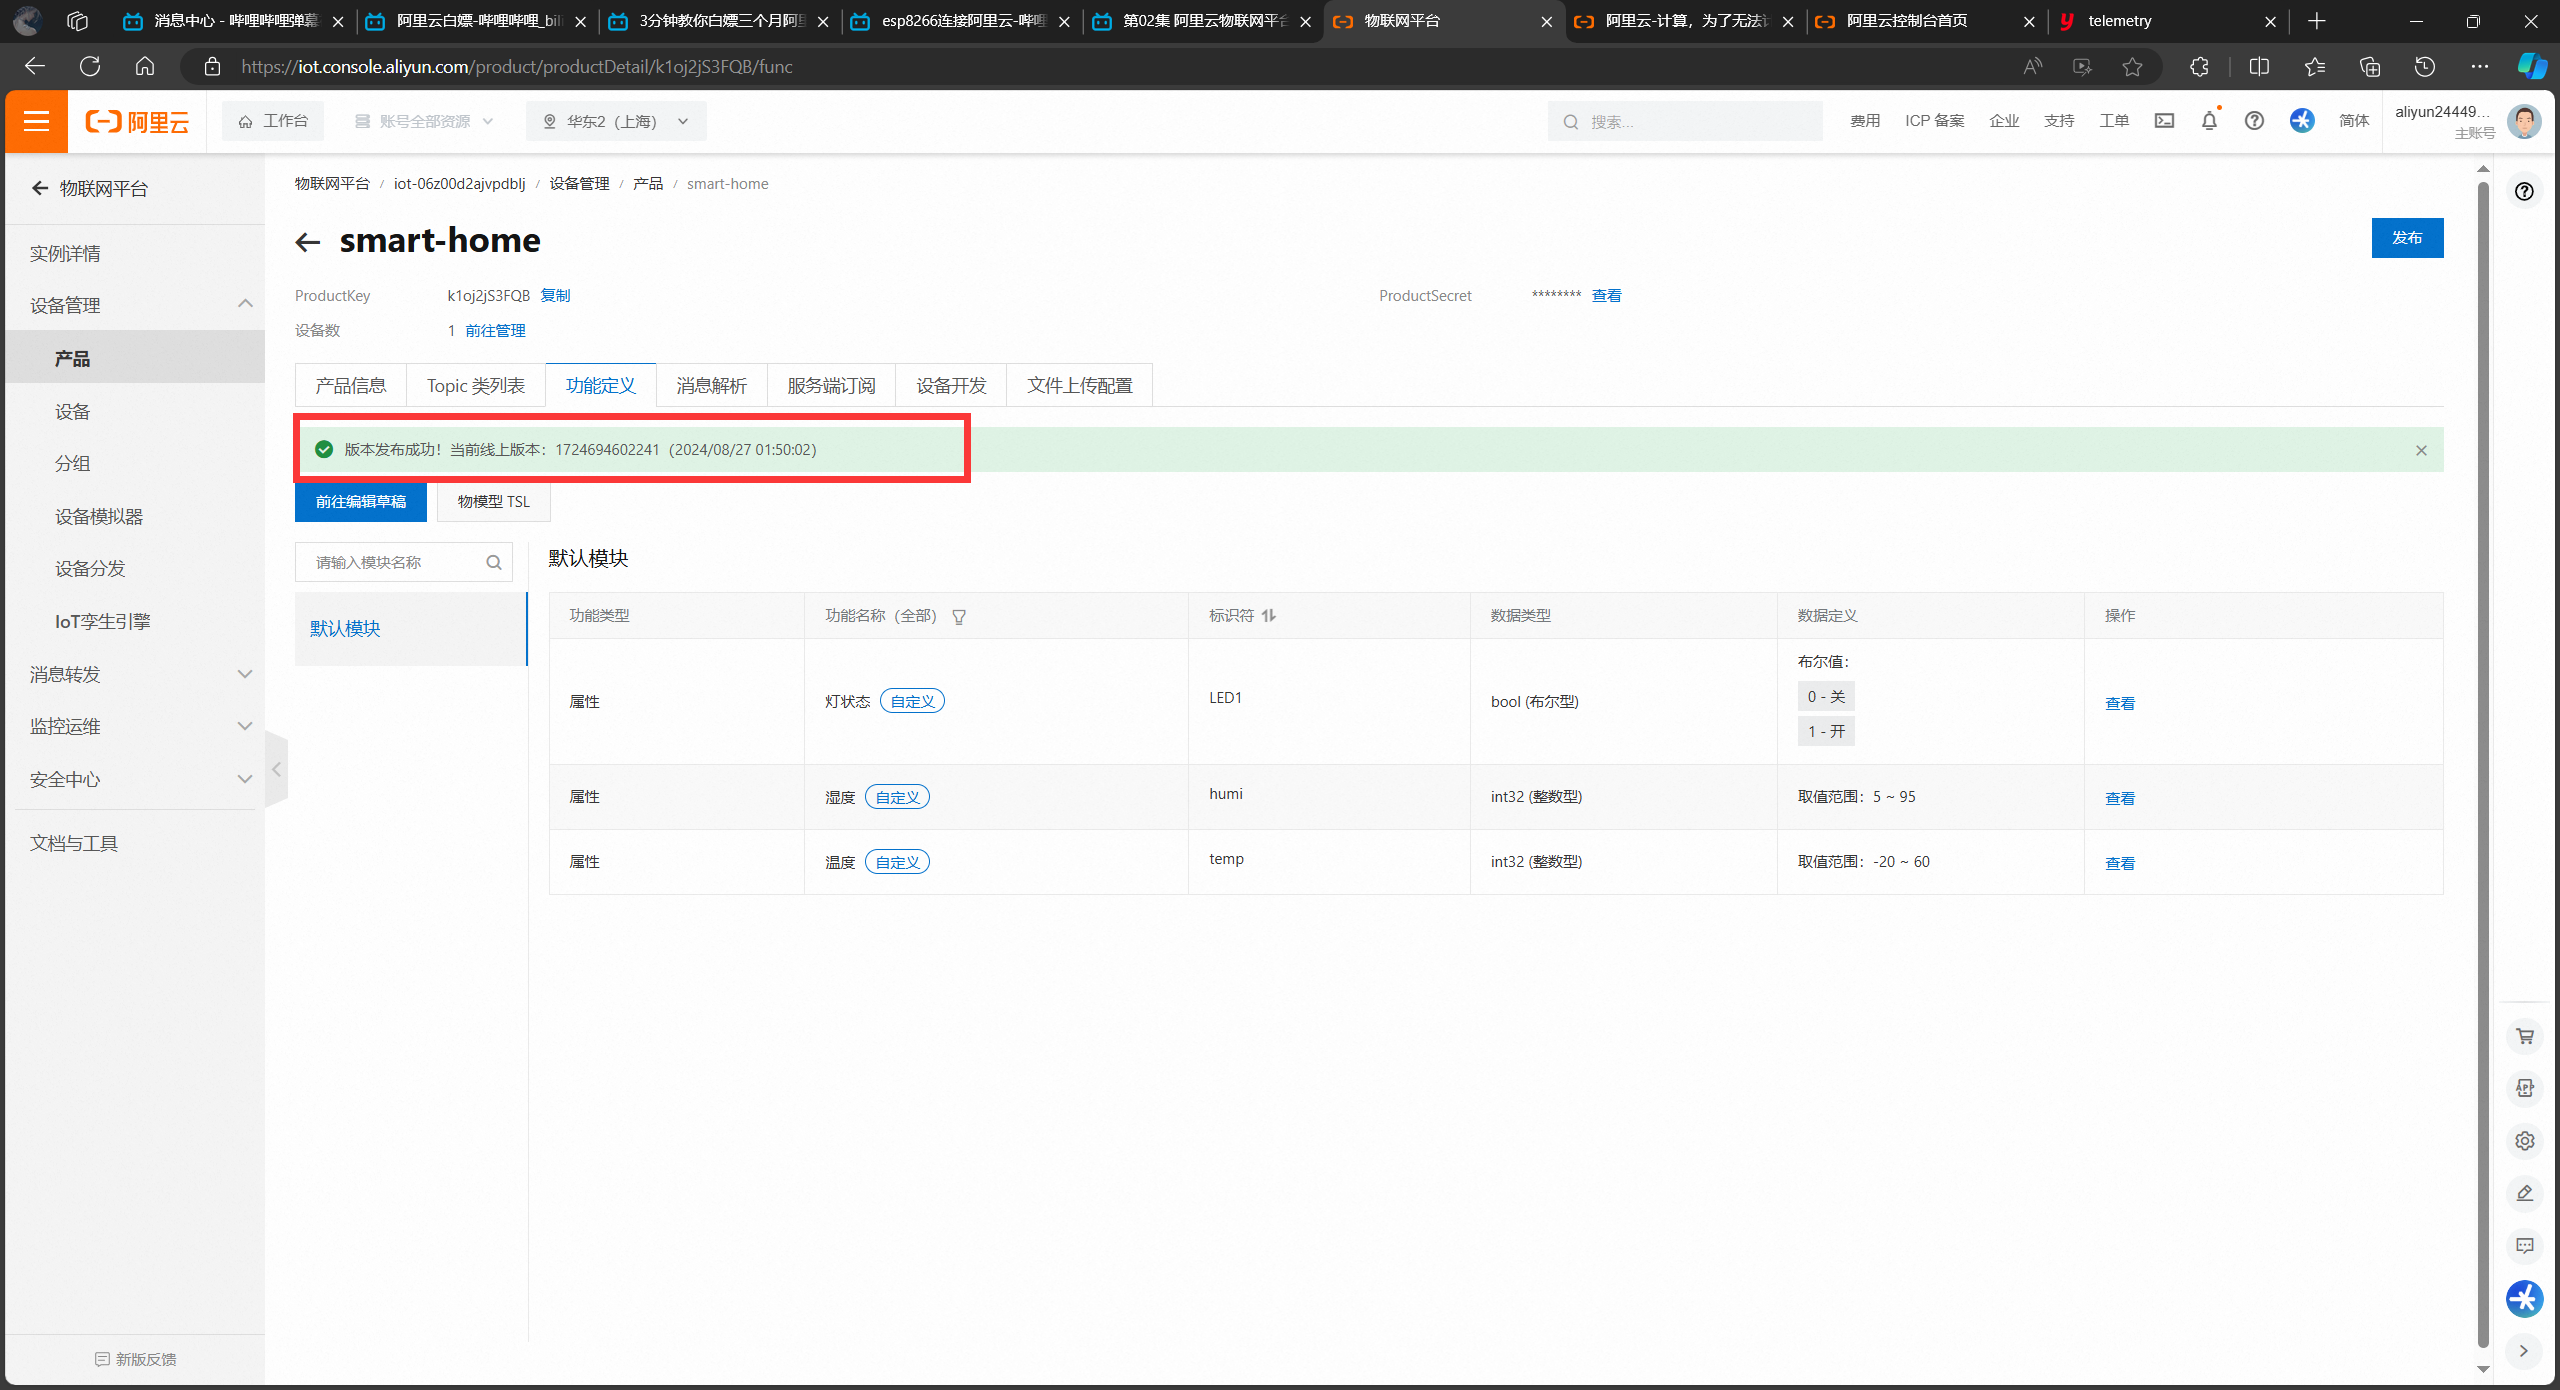 消息中心 - 哔哩哔哩弹幕
阿里云白嫖-哔哩哔哩_bili
3分钟教你白嫖三个月阿里
esp8266连接阿里云-哔哩
第02集 阿里云物联网平台
物联网平台
阿里云-计算，为了无法计
阿里云控制台首页
telemetry
https://iot.console.aliyun.com/product/productDetail/k1oj2jS3FQB/func
阿里云
工作台
账号全部资源
华东2（上海）
搜索...
费用
ICP 备案
企业
支持
工单
简体
aliyun24449...
主账号
物联网平台
实例详情
设备管理
产品
设备
分组
设备模拟器
设备分发
IoT孪生引擎
消息转发
监控运维
安全中心
文档与工具
新版反馈
物联网平台 / iot-06z00d2ajvpdblj / 设备管理 / 产品 / smart-home
smart-home
发布
ProductKey k1oj2jS3FQB 复制
ProductSecret ******** 查看
设备数 1 前往管理
产品信息 Topic 类列表 功能定义 消息解析 服务端订阅 设备开发 文件上传配置
版本发布成功！当前线上版本：1724694602241（2024/08/27 01:50:02）
前往编辑草稿 物模型 TSL
请输入模块名称
默认模块
默认模块
功能类型 功能名称（全部） 标识符 数据类型 数据定义 操作
属性 灯状态 自定义 LED1 bool (布尔型) 布尔值：
0 - 关
1 - 开
查看
属性 湿度 自定义 humi int32 (整数型) 取值范围：5 ~ 95 查看
属性 温度 自定义 temp int32 (整数型) 取值范围：-20 ~ 60 查看
APP